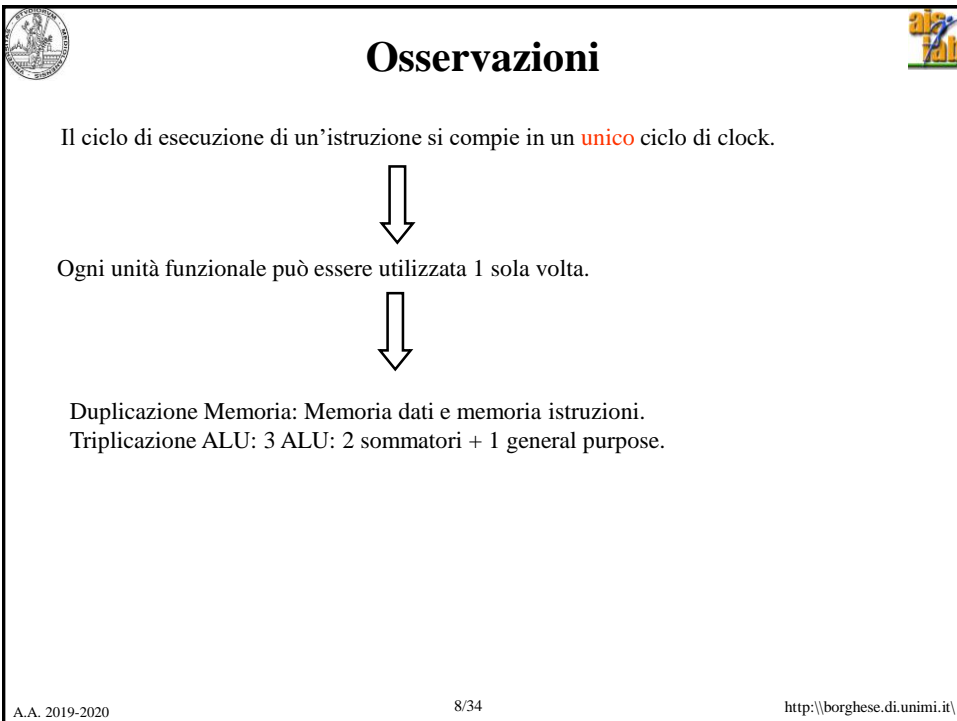 Osservazioni
Il ciclo di esecuzione di un'istruzione si compie in un unico ciclo di clock.
Ogni unità funzionale può essere utilizzata 1 sola volta.
Duplicazione Memoria: Memoria dati e memoria istruzioni.
Triplicazione ALU: 3 ALU: 2 sommatori + 1 general purpose.
A.A. 2019-2020
8/34
http:\\borghese.di.unimi.it\